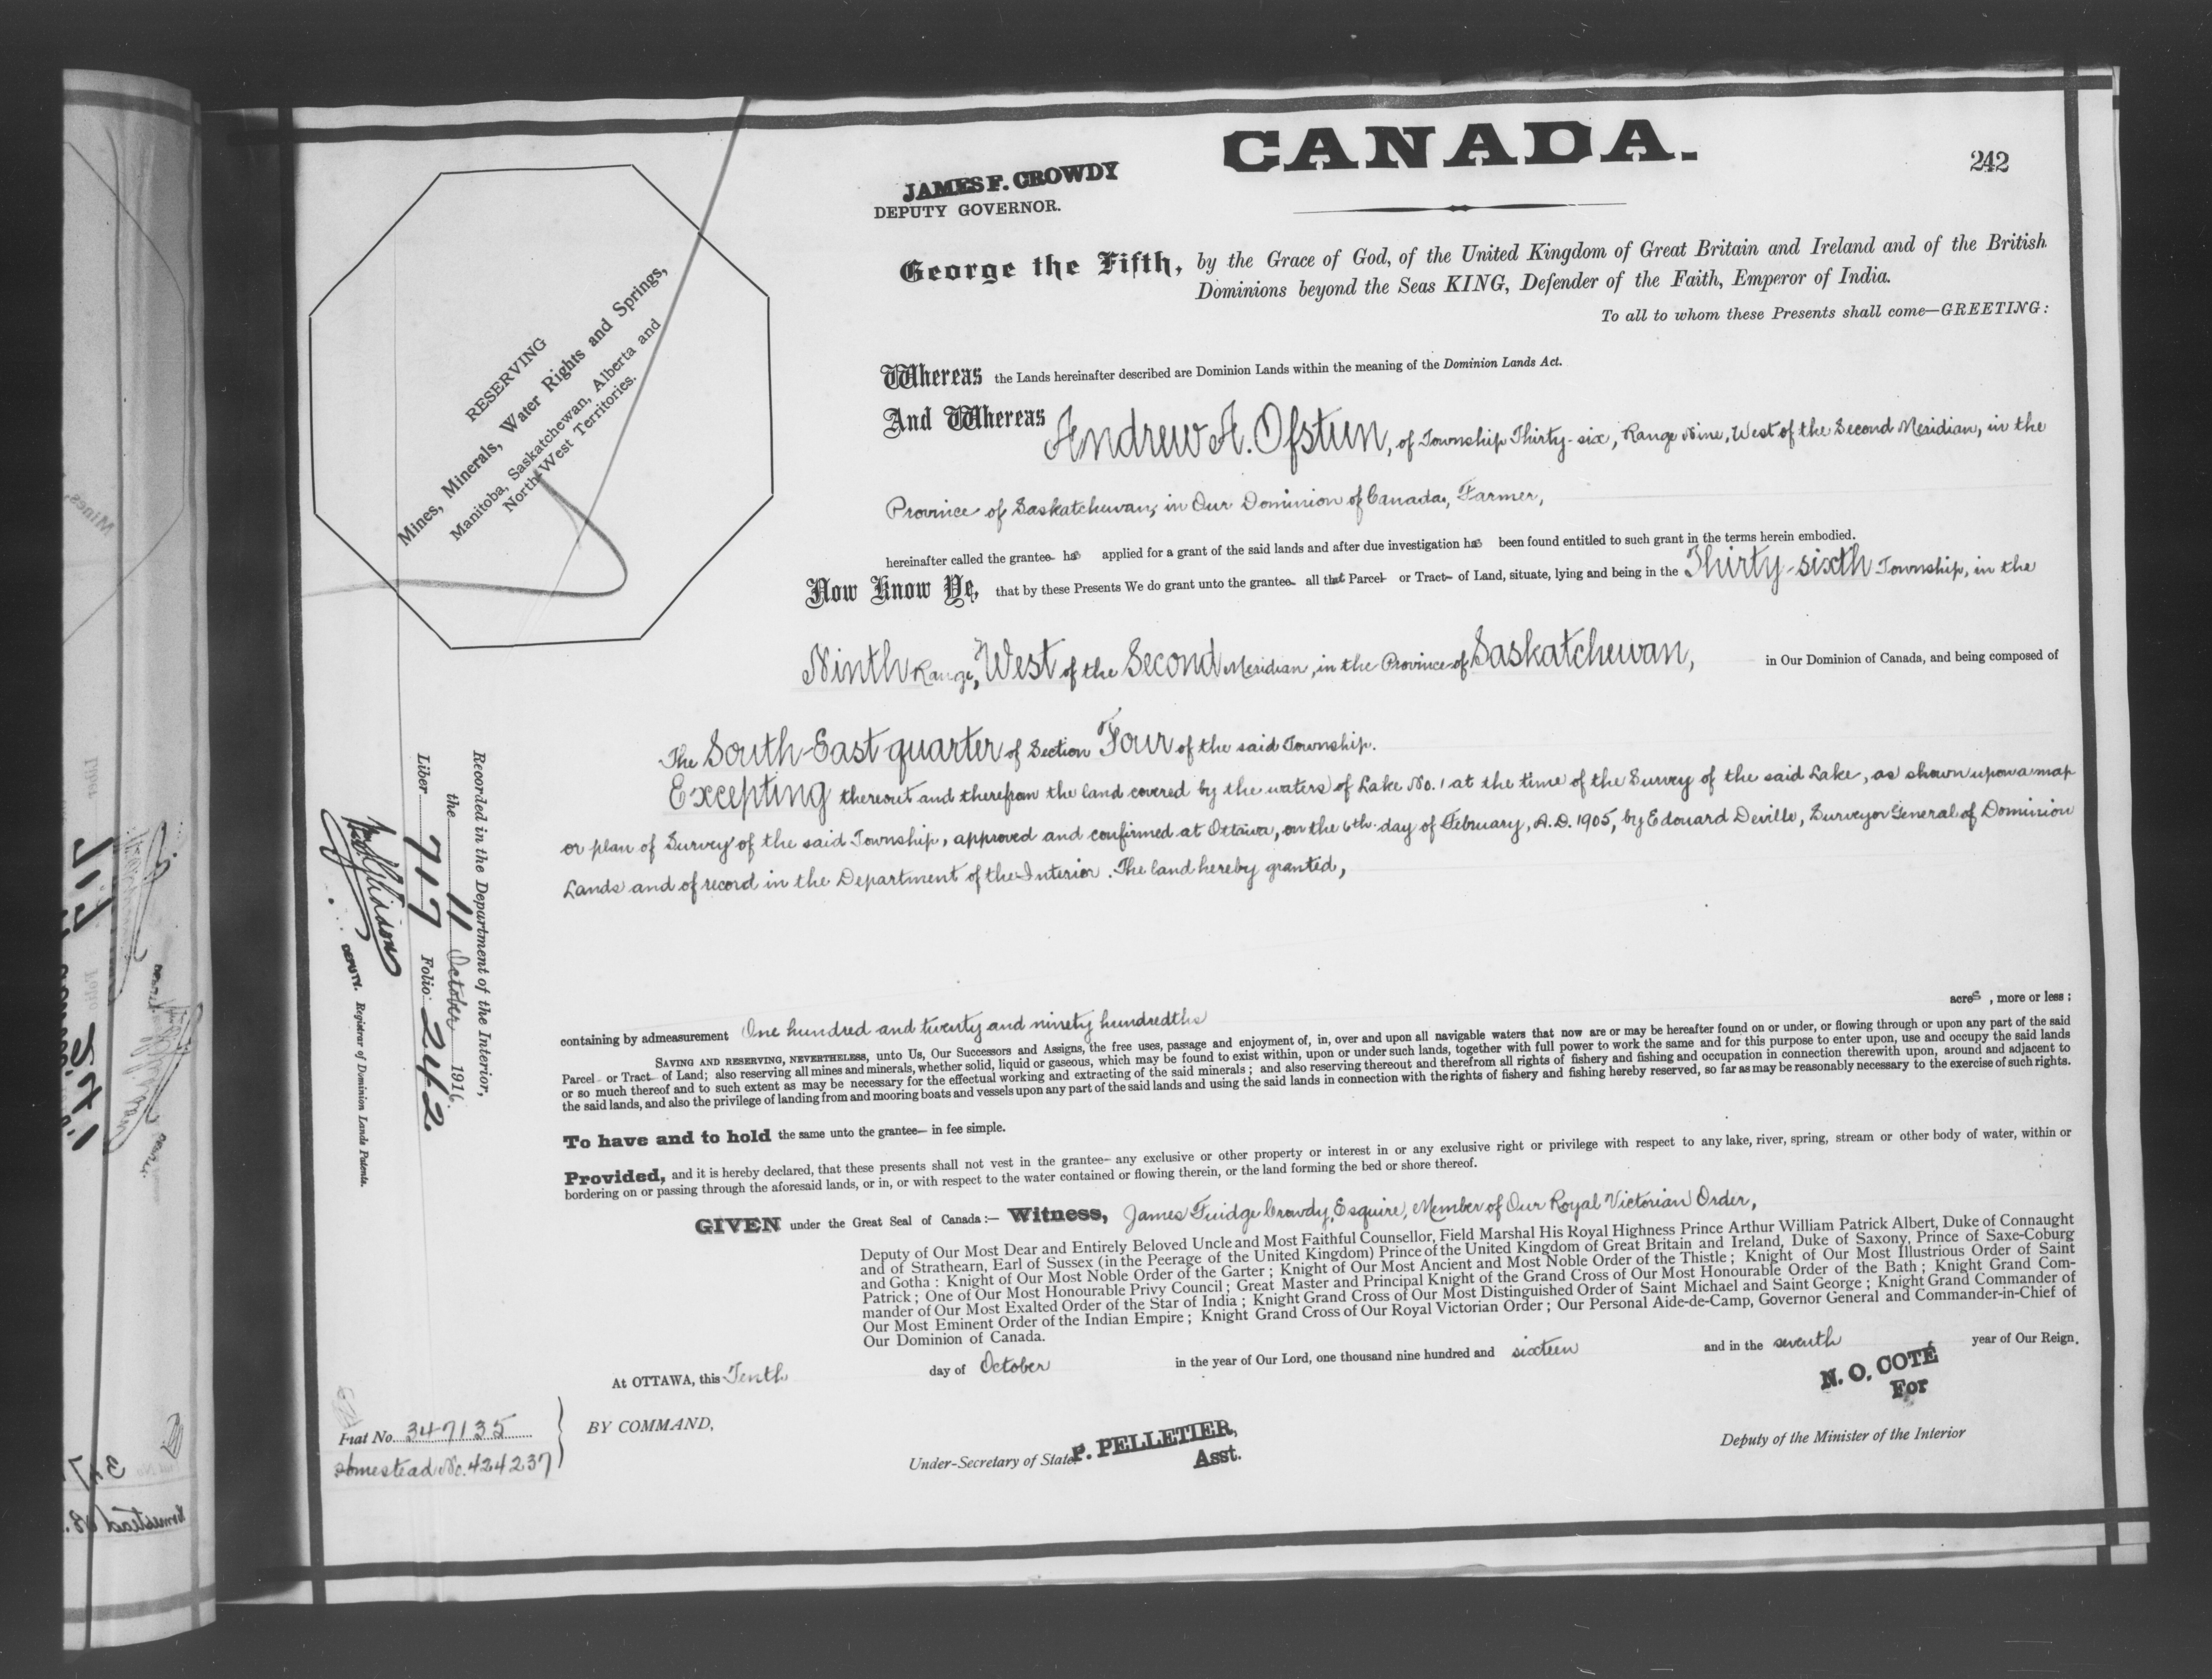 CANADA.
242
JAMES F. CROWDY
DEPUTY GOVERNOR.
George the Fifth, by the Grace of God, of the United Kingdom of Great Britain and Ireland and of the British
Dominions beyond the Seas KING, Defender of the Faith, Emperor of India.
To all to whom these Presents shall come—GREETING:
RESERVING
Mines, Minerals, Water Rights and Springs,
Manitoba, Saskatchewan, Alberta and
North-West Territories.
Whereas the Lands hereinafter described are Dominion Lands within the meaning of the Dominion Lands Act.
And Whereas Andrew A. Ofstun, of Township Thirty-six, Range Nine, West of the Second Meridian, in the
Province of Saskatchewan, in Our Dominion of Canada, Farmer,
hereinafter called the grantee has applied for a grant of the said lands and after due investigation has been found entitled to such grant in the terms herein embodied.
Now Know Ye, that by these Presents We do grant unto the grantee all that Parcel or Tract of Land, situate, lying and being in the Thirty-sixth Township, in the
Ninth Range, West of the Second Meridian, in the Province of Saskatchewan, in Our Dominion of Canada, and being composed of
The South-East quarter of Section Four of the said Township.
Excepting thereout and therefrom the land covered by the waters of Lake No. 1 at the time of the Survey of the said Lake, as shown upon a map
or plan of Survey of the said Township, approved and confirmed at Ottawa, on the 6th. day of February, A.D. 1905, by Edouard Deville, Surveyor General of Dominion
Lands and of record in the Department of the Interior. The land hereby granted,
containing by admeasurement One hundred and twenty and ninety hundredths acres, more or less;
SAVING AND RESERVING, NEVERTHELESS, unto Us, Our Successors and Assigns, the free uses, passage and enjoyment of, in, over and upon all navigable waters that now are or may be hereafter found on or under, or flowing through or upon any part of the said
Parcel or Tract of Land; also reserving all mines and minerals, whether solid, liquid or gaseous, which may be found to exist within, upon or under such lands, together with full power to work the same and for this purpose to enter upon, use and occupy the said lands
or so much thereof and to such extent as may be necessary for the effectual working and extracting of the said minerals; and also reserving thereout and therefrom all rights of fishery and fishing and occupation in connection therewith upon, around and adjacent to
the said lands, and also the privilege of landing from and mooring boats and vessels upon any part of the said lands and using the said lands in connection with the rights of fishery and fishing hereby reserved, so far as may be reasonably necessary to the exercise of such rights.
To have and to hold the same unto the grantee in fee simple.
Provided, and it is hereby declared, that these presents shall not vest in the grantee any exclusive or other property or interest in or any exclusive right or privilege with respect to any lake, river, spring, stream or other body of water, within or
bordering on or passing through the aforesaid lands, or in, or with respect to the water contained or flowing therein, or the land forming the bed or shore thereof.
GIVEN under the Great Seal of Canada:— Witness, James Fuidge Crowdy, Esquire, Member of Our Royal Victorian Order,
Deputy of Our Most Dear and Entirely Beloved Uncle and Most Faithful Counsellor, Field Marshal His Royal Highness Prince Arthur William Patrick Albert, Duke of Connaught
and of Strathearn, Earl of Sussex (in the Peerage of the United Kingdom) Prince of the United Kingdom of Great Britain and Ireland, Duke of Saxony, Prince of Saxe-Coburg
and Gotha: Knight of Our Most Noble Order of the Garter; Knight of Our Most Ancient and Most Noble Order of the Thistle; Knight of Our Most Illustrious Order of Saint
Patrick; One of Our Most Honourable Privy Council; Great Master and Principal Knight of the Grand Cross of Our Most Honourable Order of the Bath; Knight Grand Com-
mander of Our Most Exalted Order of the Star of India; Knight Grand Cross of Our Most Distinguished Order of Saint Michael and Saint George; Knight Grand Commander of
Our Most Eminent Order of the Indian Empire; Knight Grand Cross of Our Royal Victorian Order; Our Personal Aide-de-Camp, Governor General and Commander-in-Chief of
Our Dominion of Canada.
At OTTAWA, this Tenth day of October in the year of Our Lord, one thousand nine hundred and sixteen and in the seventh year of Our Reign.
BY COMMAND,
P. PELLETIER,
Under-Secretary of State.
Asst.
N. O. COTÉ
For
Deputy of the Minister of the Interior
Recorded in the Department of the Interior,
the 11 October 1916.
Liber 717 Folio 242.
DEPUTY. Registrar of Dominion Lands Patents.
Fiat No. 347135
Homestead No. 424237